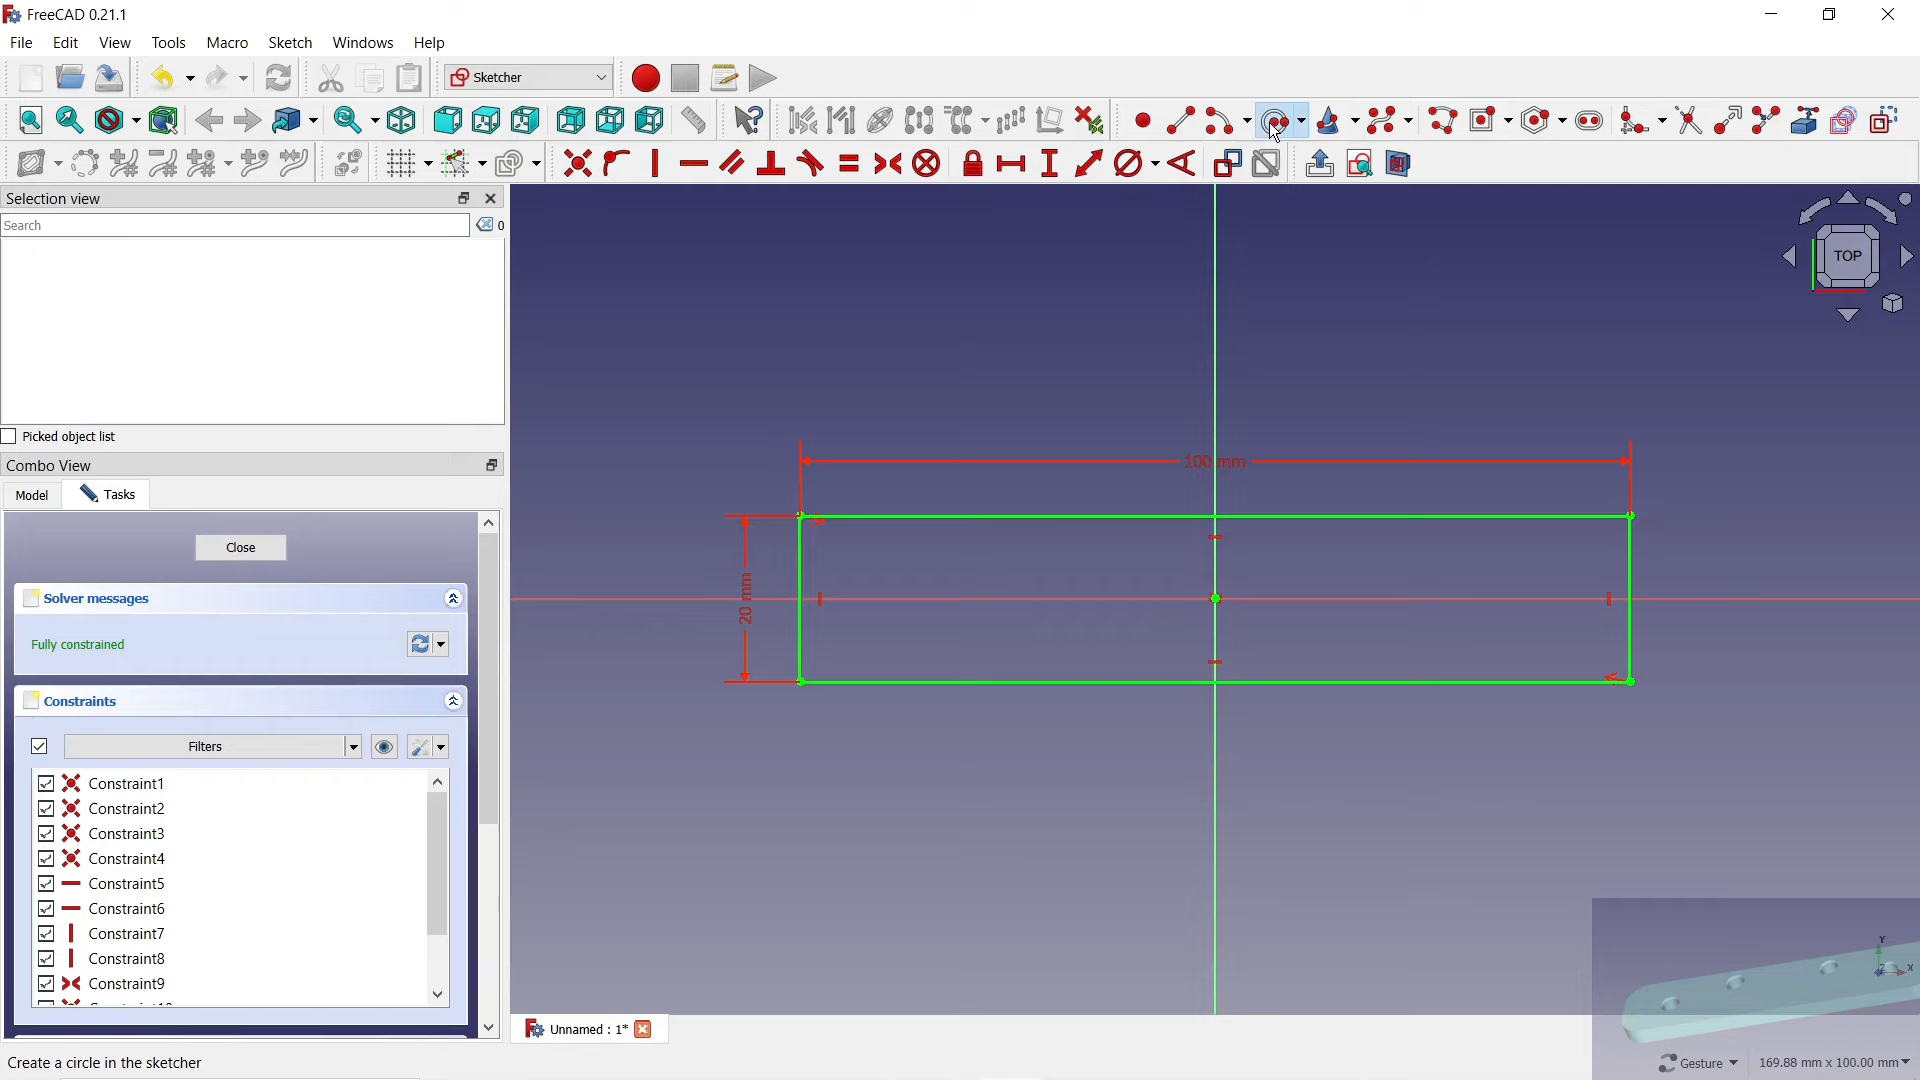 FreeCAD 0.21.1
File Edit View Tools Macro Sketch Windows Help
Sketcher
Selection view
Search
0
Picked object list
Combo View
Model Tasks
Close
Solver messages
Fully constrained
Constraints
Filters
Constraint1
Constraint2
Constraint3
Constraint4
Constraint5
Constraint6
Constraint7
Constraint8
Constraint9
100 mm
20 mm
TOP
Y
Z X
Unnamed : 1*
Create a circle in the sketcher
Gesture 169.88 mm x 100.00 mm